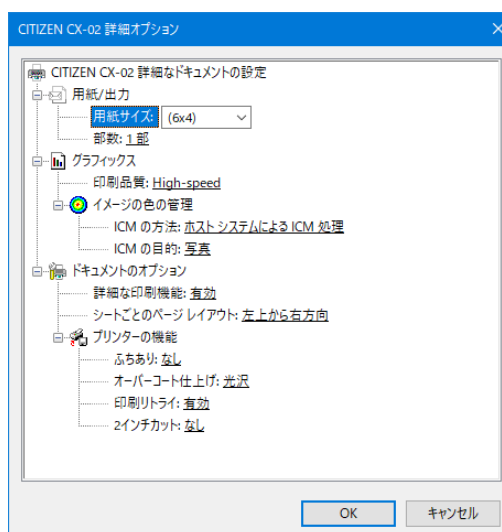 CITIZEN CX-02 詳細オプション
CITIZEN CX-02 詳細なドキュメントの設定
用紙/出力
用紙サイズ: (6x4)
部数: 1 部
グラフィックス
印刷品質: High-speed
イメージの色の管理
ICM の方法: ホスト システムによる ICM 処理
ICM の目的: 写真
ドキュメントのオプション
詳細な印刷機能: 有効
シートごとのページ レイアウト: 左上から右方向
プリンターの機能
ふちあり: なし
オーバーコート仕上げ: 光沢
印刷リトライ: 有効
2インチカット: なし
OK キャンセル